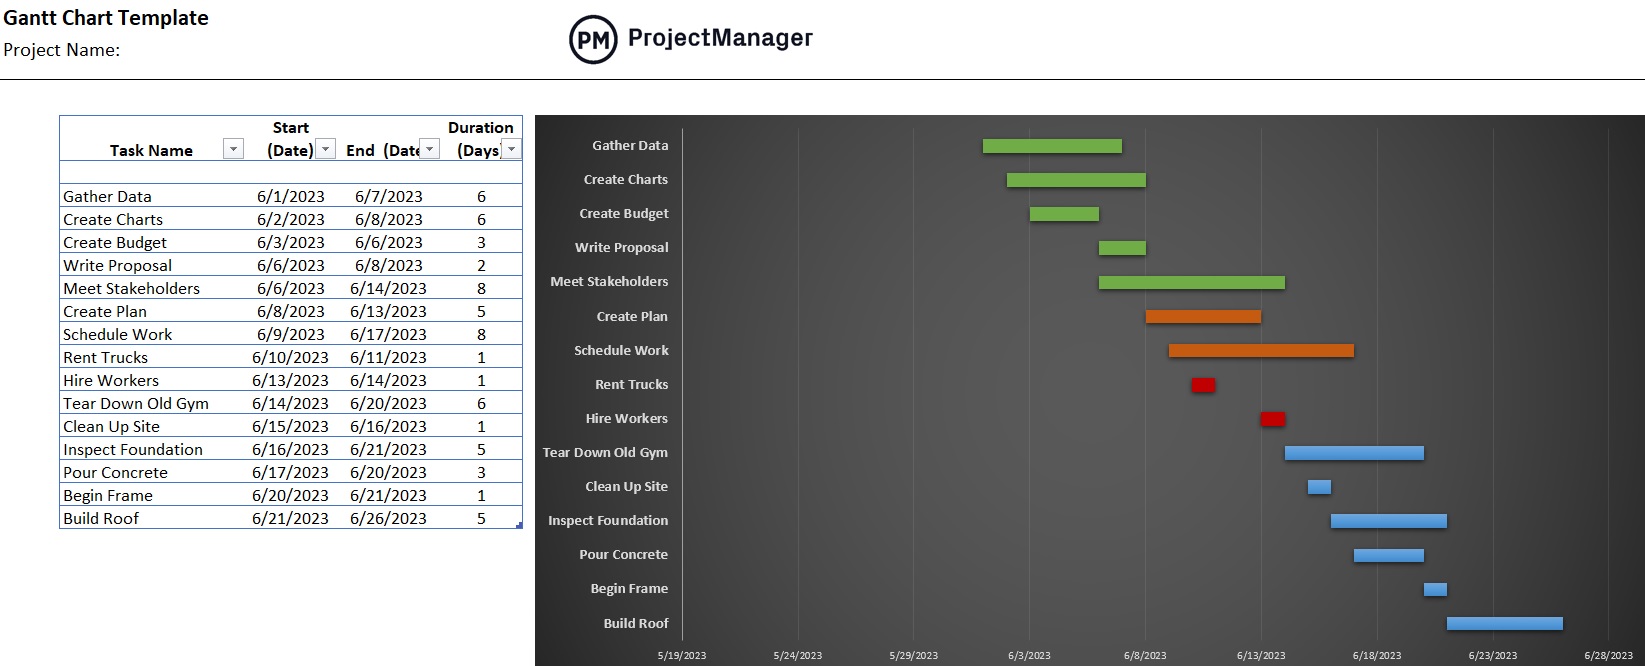 Gantt Chart Template
Project Name:
PM ProjectManager
Task Name Start (Date) End (Date Duration (Days)
Gather Data 6/1/2023 6/7/2023 6
Create Charts 6/2/2023 6/8/2023 6
Create Budget 6/3/2023 6/6/2023 3
Write Proposal 6/6/2023 6/8/2023 2
Meet Stakeholders 6/6/2023 6/14/2023 8
Create Plan 6/8/2023 6/13/2023 5
Schedule Work 6/9/2023 6/17/2023 8
Rent Trucks 6/10/2023 6/11/2023 1
Hire Workers 6/13/2023 6/14/2023 1
Tear Down Old Gym 6/14/2023 6/20/2023 6
Clean Up Site 6/15/2023 6/16/2023 1
Inspect Foundation 6/16/2023 6/21/2023 5
Pour Concrete 6/17/2023 6/20/2023 3
Begin Frame 6/20/2023 6/21/2023 1
Build Roof 6/21/2023 6/26/2023 5
Gather Data
Create Charts
Create Budget
Write Proposal
Meet Stakeholders
Create Plan
Schedule Work
Rent Trucks
Hire Workers
Tear Down Old Gym
Clean Up Site
Inspect Foundation
Pour Concrete
Begin Frame
Build Roof
5/19/2023 5/24/2023 5/29/2023 6/3/2023 6/8/2023 6/13/2023 6/18/2023 6/23/2023 6/28/2023